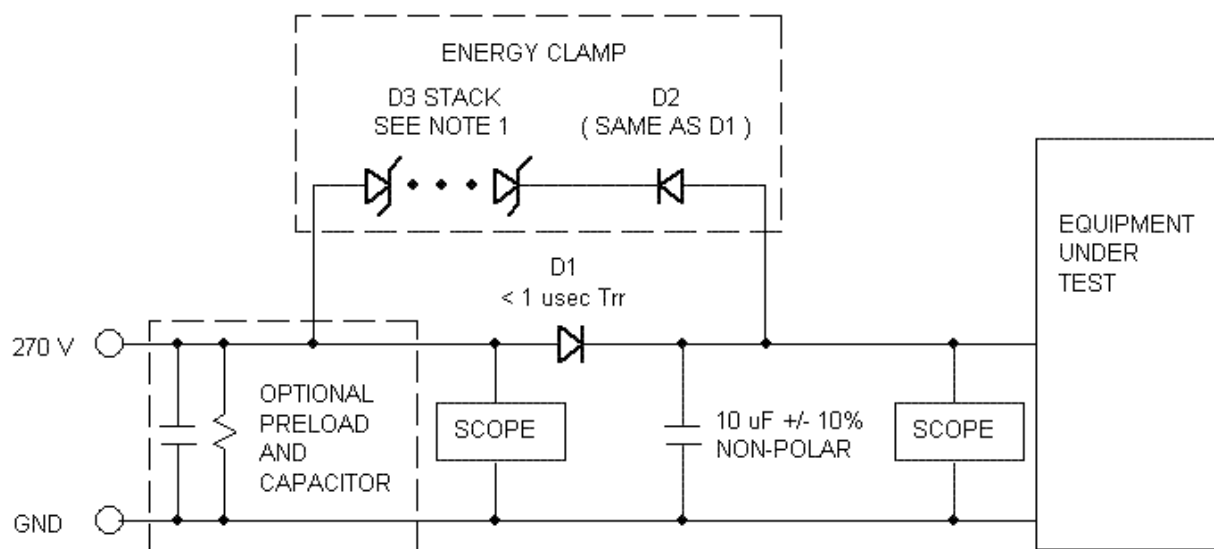 ENERGY CLAMP
D3 STACK
SEE NOTE 1
D2
( SAME AS D1 )
D1
< 1 usec Trr
EQUIPMENT
UNDER
TEST
270 V
OPTIONAL
PRELOAD
AND
CAPACITOR
SCOPE
10 uF +/- 10%
NON-POLAR
SCOPE
GND